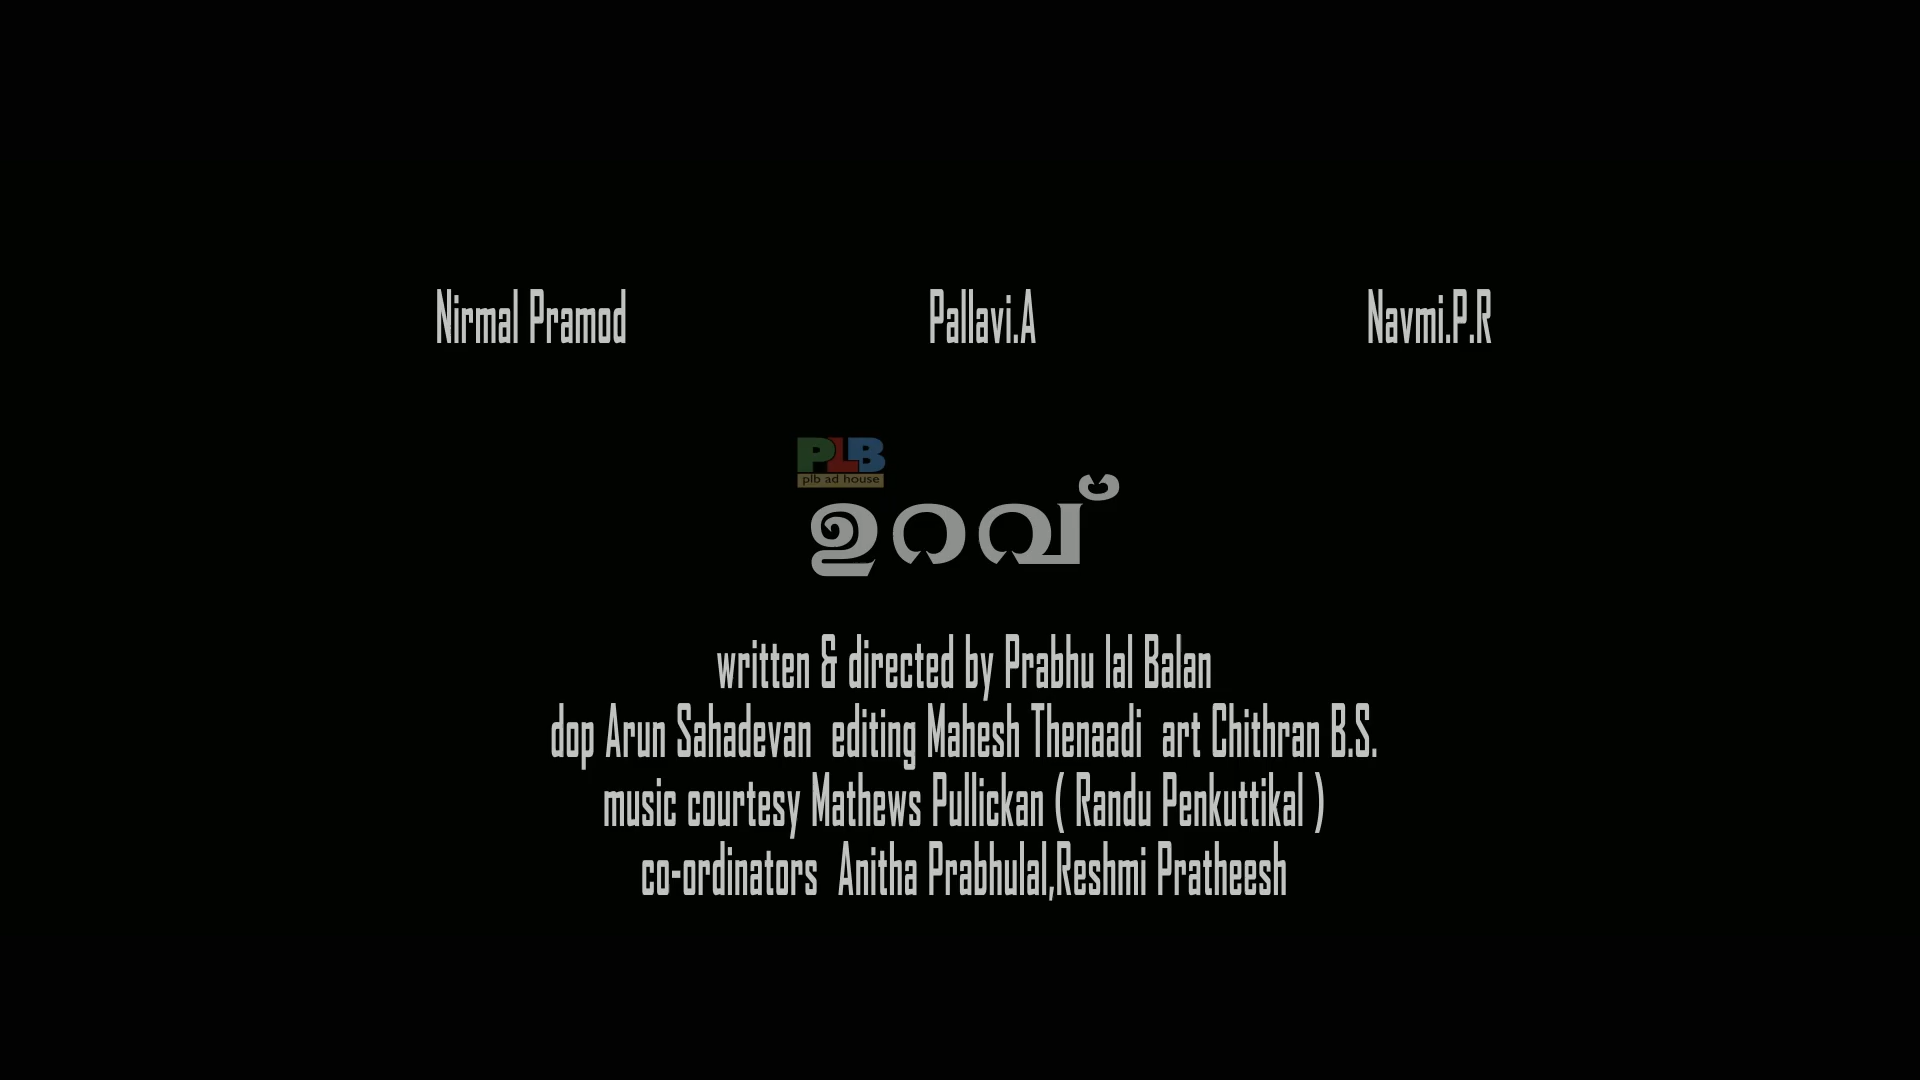 Nirmal Pramod Pallavi.A Navmi.P.R
PLB
plb ad house
ഉറവ്
written & directed by Prabhu lal Balan
dop Arun Sahadevan editing Mahesh Thenaadi art Chithran B.S.
music courtesy Mathews Pullickan ( Randu Penkuttikal )
co-ordinators Anitha Prabhulal,Reshmi Pratheesh